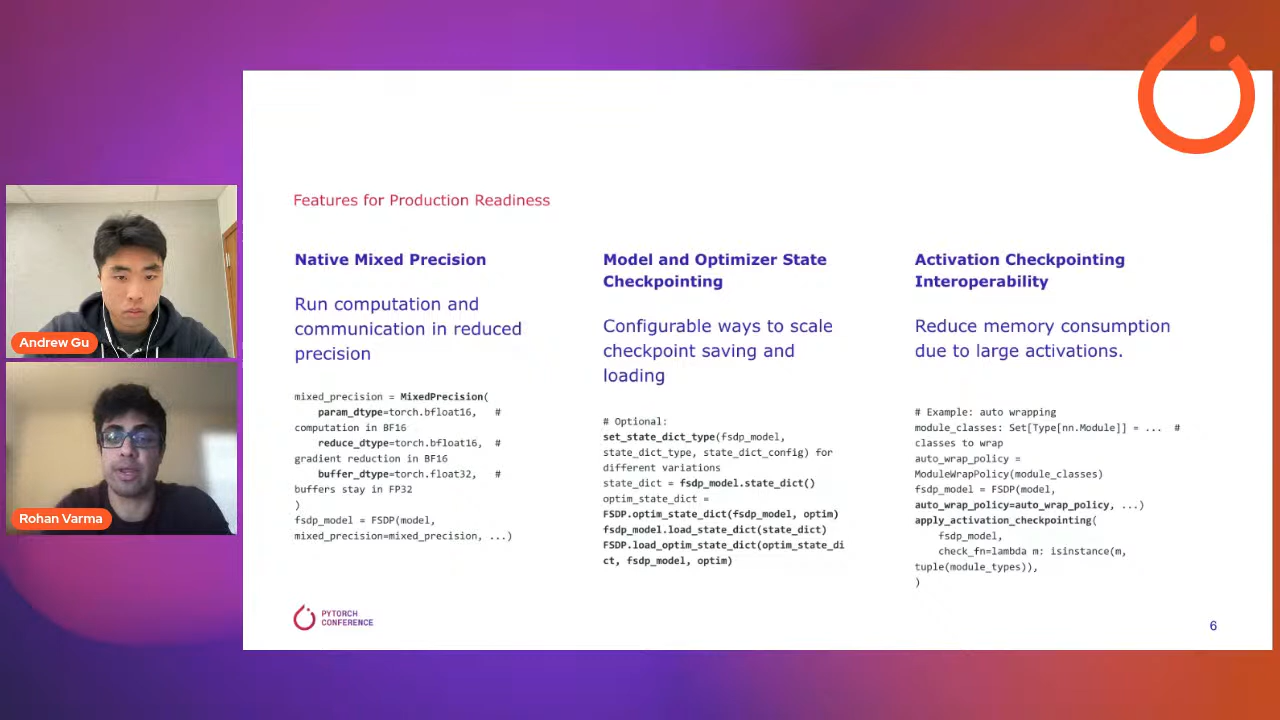 Features for Production Readiness
Native Mixed Precision
Run computation and
communication in reduced
precision
mixed_precision = MixedPrecision(
    param_dtype=torch.bfloat16,   #
computation in BF16
    reduce_dtype=torch.bfloat16,  #
gradient reduction in BF16
    buffer_dtype=torch.float32,   #
buffers stay in FP32
)
fsdp_model = FSDP(model,
mixed_precision=mixed_precision, ...)
Model and Optimizer State
Checkpointing
Configurable ways to scale
checkpoint saving and
loading
# Optional:
set_state_dict_type(fsdp_model,
state_dict_type, state_dict_config) for
different variations
state_dict = fsdp_model.state_dict()
optim_state_dict =
FSDP.optim_state_dict(fsdp_model, optim)
fsdp_model.load_state_dict(state_dict)
FSDP.load_optim_state_dict(optim_state_di
ct, fsdp_model, optim)
Activation Checkpointing
Interoperability
Reduce memory consumption
due to large activations.
# Example: auto wrapping
module_classes: Set[Type[nn.Module]] = ...  #
classes to wrap
auto_wrap_policy =
ModuleWrapPolicy(module_classes)
fsdp_model = FSDP(model,
auto_wrap_policy=auto_wrap_policy, ...)
apply_activation_checkpointing(
    fsdp_model,
    check_fn=lambda m: isinstance(m,
tuple(module_types)),
)
Andrew Gu
Rohan Varma
PYTORCH
CONFERENCE
6